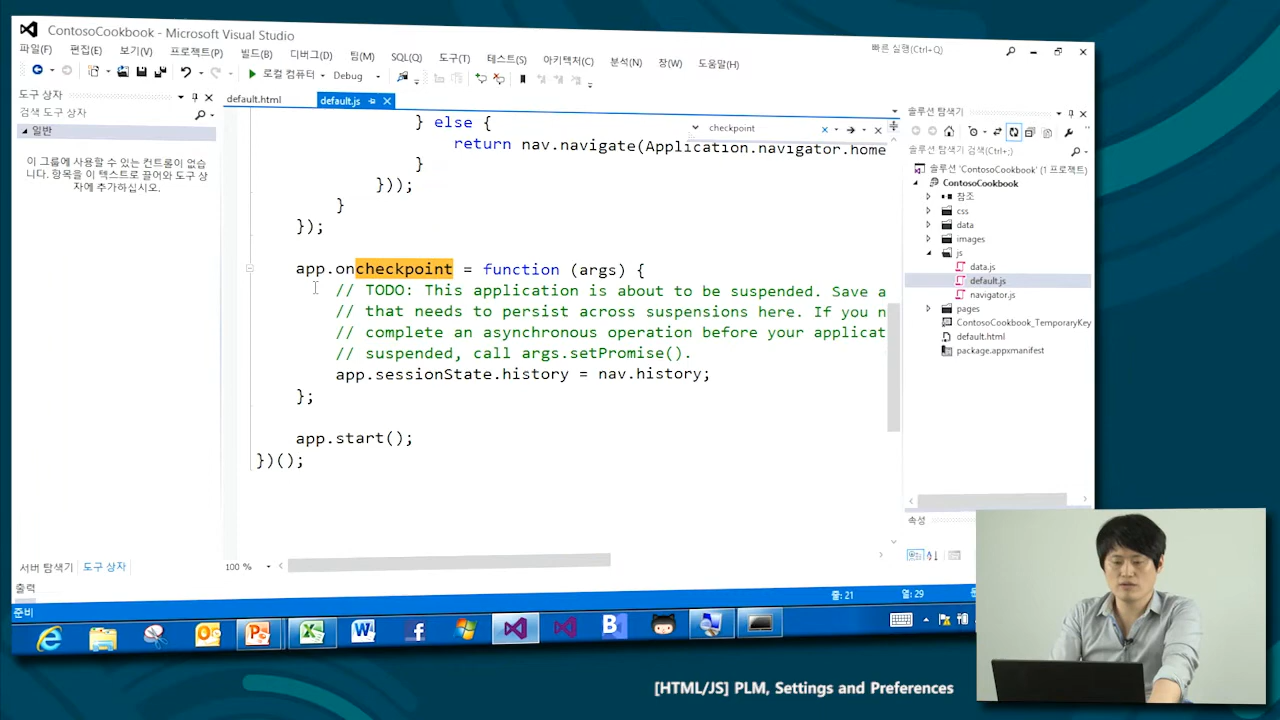 ContosoCookbook - Microsoft Visual Studio
빠른 실행(Ctrl+Q)
파일(F) 편집(E) 보기(V) 프로젝트(P) 빌드(B) 디버그(D) 팀(M) SQL(Q) 도구(T) 테스트(S) 아키텍처(C) 분석(N) 창(W) 도움말(H)
로컬 컴퓨터 Debug
도구 상자
검색 도구 상자
일반
이 그룹에 사용할 수 있는 컨트롤이 없습
니다. 항목을 이 텍스트로 끌어와 도구 상
자에 추가하십시오.
서버 탐색기 도구 상자
default.html default.js
checkpoint
} else {
return nav.navigate(Application.navigator.home
}
}));
}
});
app.oncheckpoint = function (args) {
// TODO: This application is about to be suspended. Save a
// that needs to persist across suspensions here. If you n
// complete an asynchronous operation before your applicat
// suspended, call args.setPromise().
app.sessionState.history = nav.history;
};
app.start();
})();
100 %
솔루션 탐색기
솔루션 탐색기 검색(Ctrl+;)
솔루션 'ContosoCookbook' (1 프로젝트)
ContosoCookbook
참조
css
data
images
js
data.js
default.js
navigator.js
pages
ContosoCookbook_TemporaryKey
default.html
package.appxmanifest
속성
출력
준비
줄: 21
열: 29
[HTML/JS] PLM, Settings and Preferences